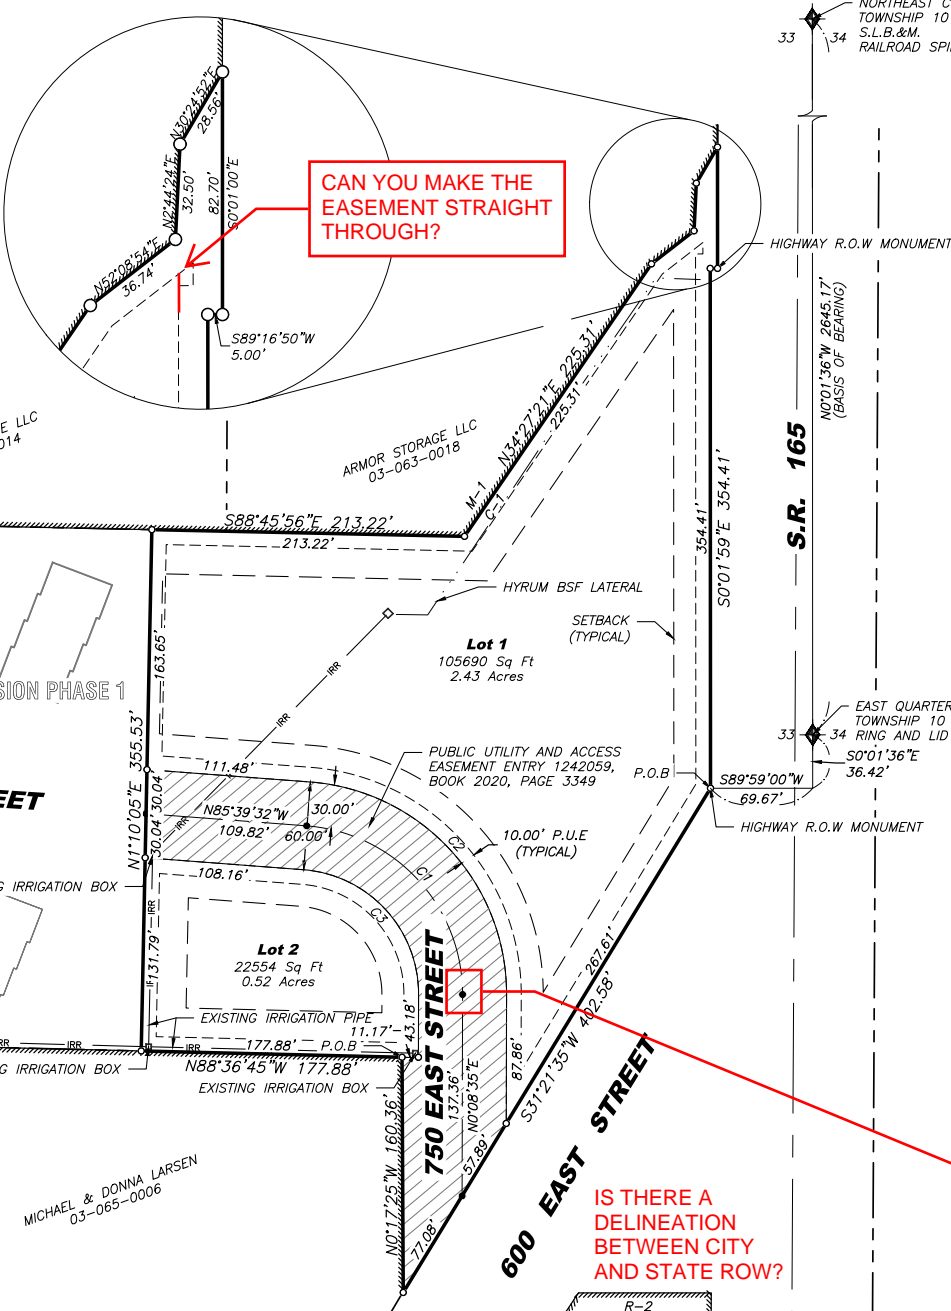 NORTHEAST C
TOWNSHIP 10
S.L.B.&M.
RAILROAD SPI
33
34
N30°24'52"E
28.56'
N2°44'24"E
32.50'
82.70'
S0°01'00"E
N52°08'54"E
36.74'
S89°16'50"W
5.00'
CAN YOU MAKE THE
EASEMENT STRAIGHT
THROUGH?
HIGHWAY R.O.W MONUMENT
N0°01'36"W 2645.17'
(BASIS OF BEARING)
E LLC
014
ARMOR STORAGE LLC
03-063-0018
N34°27'21"E 225.31'
225.31'
M-1
C-1
S88°45'56"E 213.22'
213.22'
354.41'
S0°01'59"E 354.41'
S.R. 165
HYRUM BSF LATERAL
SETBACK
(TYPICAL)
Lot 1
105690 Sq Ft
2.43 Acres
163.65'
IRR
SION PHASE 1
N1°10'05"E 355.53'
EET
111.48'
30.00'
N85°39'32"W
109.82'
60.00'
108.16'
30.04'
30.04
IRR
PUBLIC UTILITY AND ACCESS
EASEMENT ENTRY 1242059,
BOOK 2020, PAGE 3349
P.O.B
10.00' P.U.E
(TYPICAL)
C2
C1
C3
EAST QUARTER
TOWNSHIP 10
RING AND LID
33
34
S0°01'36"E
36.42'
S89°59'00"W
69.67'
HIGHWAY R.O.W MONUMENT
G IRRIGATION BOX
IRR
131.79'
Lot 2
22554 Sq Ft
0.52 Acres
EXISTING IRRIGATION PIPE
11.17'
43.18'
177.88'
P.O.B
RR
IRR
IRR
N88°36'45"W 177.88'
G IRRIGATION BOX
EXISTING IRRIGATION BOX
750 EAST STREET
137.36'
N0°08'35"E
87.86'
267.61'
S31°21'35"W 402.58'
57.89'
77.08'
N0°17'25"W 160.36'
600 EAST STREET
MICHAEL & DONNA LARSEN
03-065-0006
IS THERE A
DELINEATION
BETWEEN CITY
AND STATE ROW?
R-2